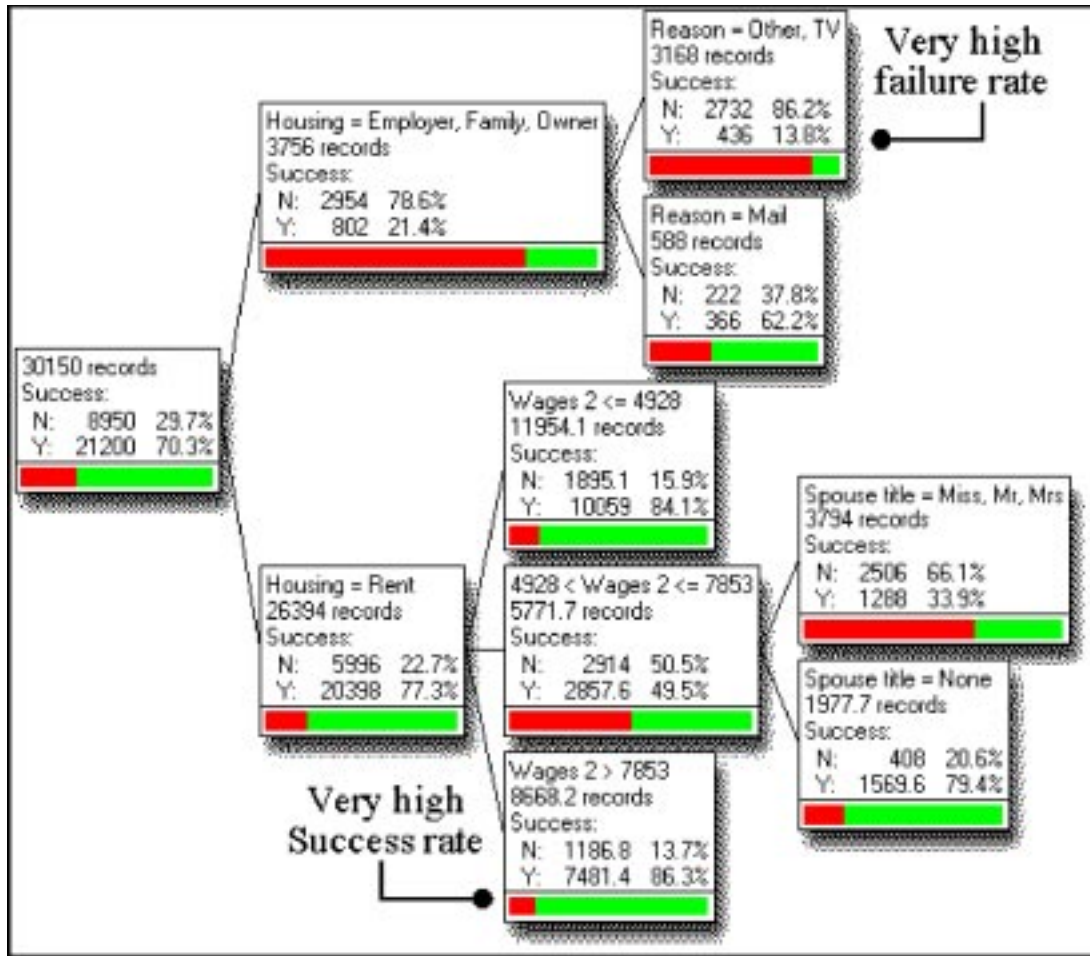 30150 records
Success:
N: 8950 29.7%
Y: 21200 70.3%
Housing = Employer, Family, Owner
3756 records
Success:
N: 2954 78.6%
Y: 802 21.4%
Reason = Other, TV
3168 records
Success:
N: 2732 86.2%
Y: 436 13.8%
Very high
failure rate
Reason = Mail
588 records
Success:
N: 222 37.8%
Y: 366 62.2%
Housing = Rent
26394 records
Success:
N: 5996 22.7%
Y: 20398 77.3%
Wages 2 <= 4928
11954.1 records
Success:
N: 1895.1 15.9%
Y: 10059 84.1%
4928 < Wages 2 <= 7853
5771.7 records
Success:
N: 2914 50.5%
Y: 2857.6 49.5%
Spouse title = Miss, Mr, Mrs
3794 records
Success:
N: 2506 66.1%
Y: 1288 33.9%
Spouse title = None
1977.7 records
Success:
N: 408 20.6%
Y: 1569.6 79.4%
Wages 2 > 7853
8668.2 records
Success:
N: 1186.8 13.7%
Y: 7481.4 86.3%
Very high
Success rate